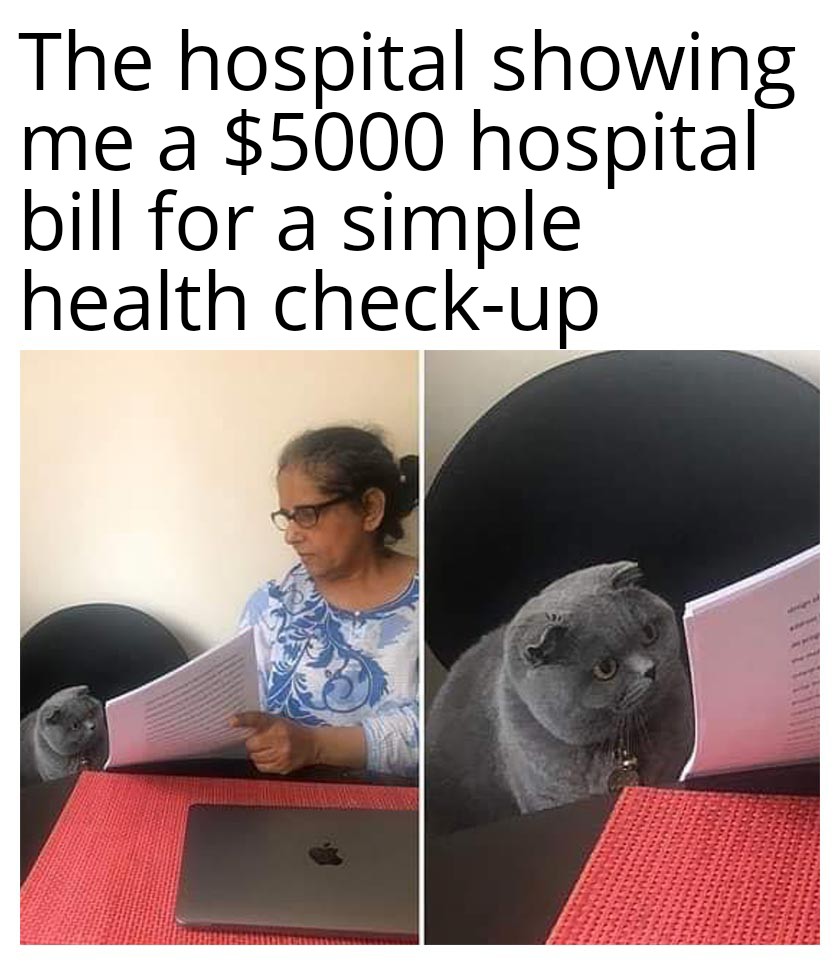 The hospital showing
me a $5000 hospital
bill for a simple
health check-up